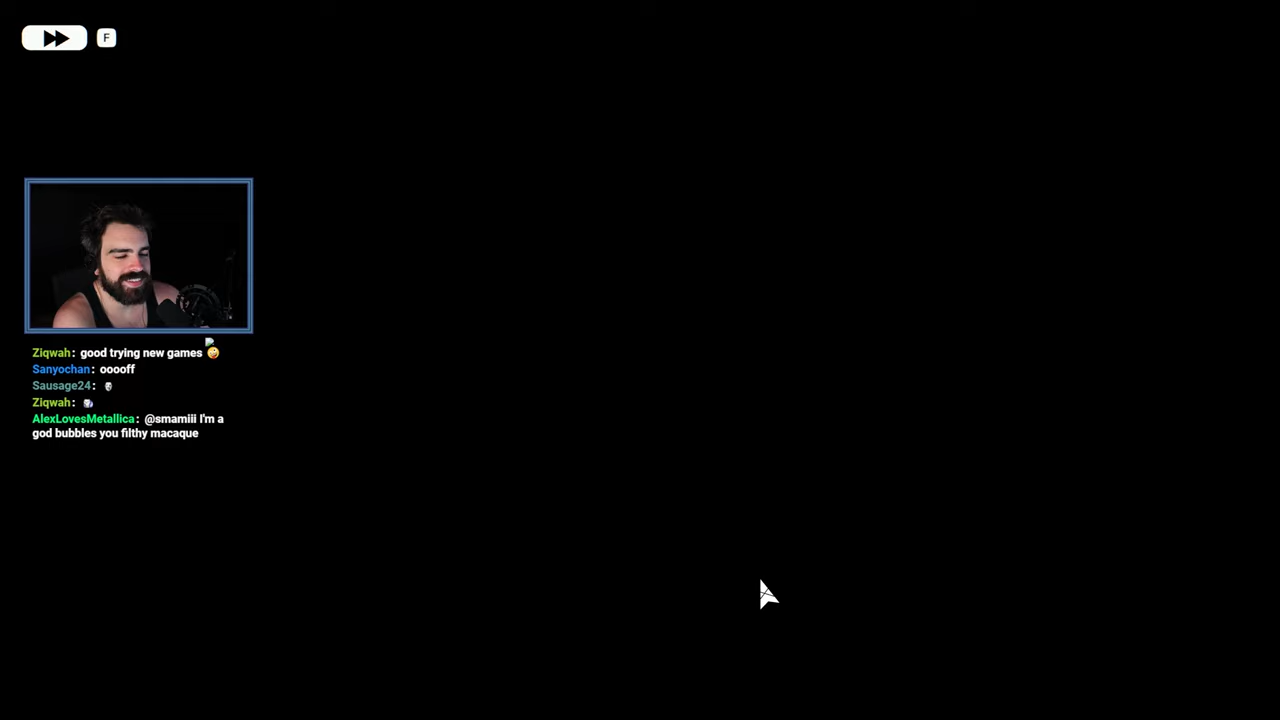 F
Ziqwah: good trying new games
Sanyochan: ooooff
Sausage24:
Ziqwah:
AlexLovesMetallica: @smamiii I'm a
god bubbles you filthy macaque